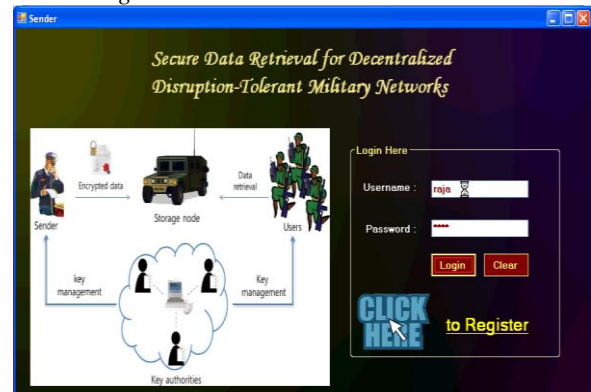 Sender
Secure Data Retrieval for Decentralized
Disruption-Tolerant Military Networks
Encrypted data
Data
retrieval
Sender
Storage node
Users
key
management
Key
management
Key authorities
Login Here
Username :
raja
Password :
****
Login
Clear
CLICK
HERE
to Register